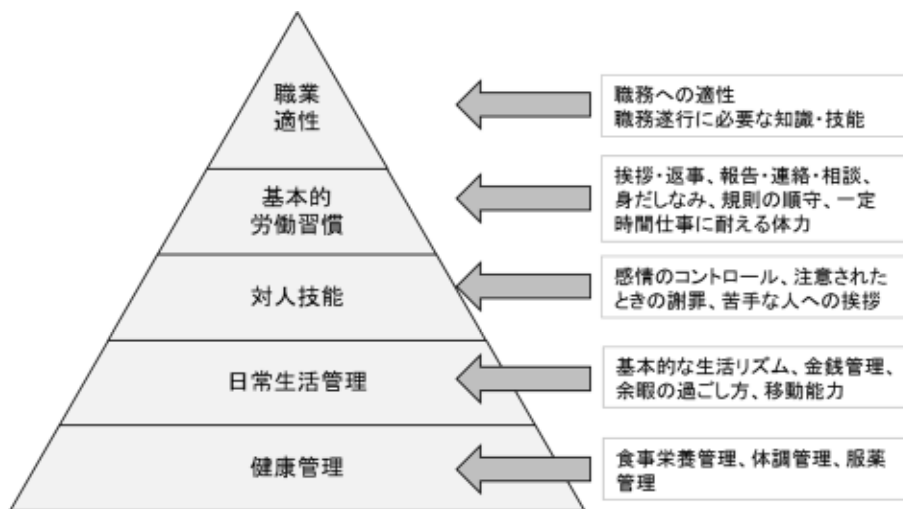 職業
適性
職務への適性
職務遂行に必要な知識・技能
基本的
労働習慣
挨拶・返事、報告・連絡・相談、
身だしなみ、規則の順守、一定
時間仕事に耐える体力
対人技能
感情のコントロール、注意された
ときの謝罪、苦手な人への挨拶
日常生活管理
基本的な生活リズム、金銭管理、
余暇の過ごし方、移動能力
健康管理
食事栄養管理、体調管理、服薬
管理